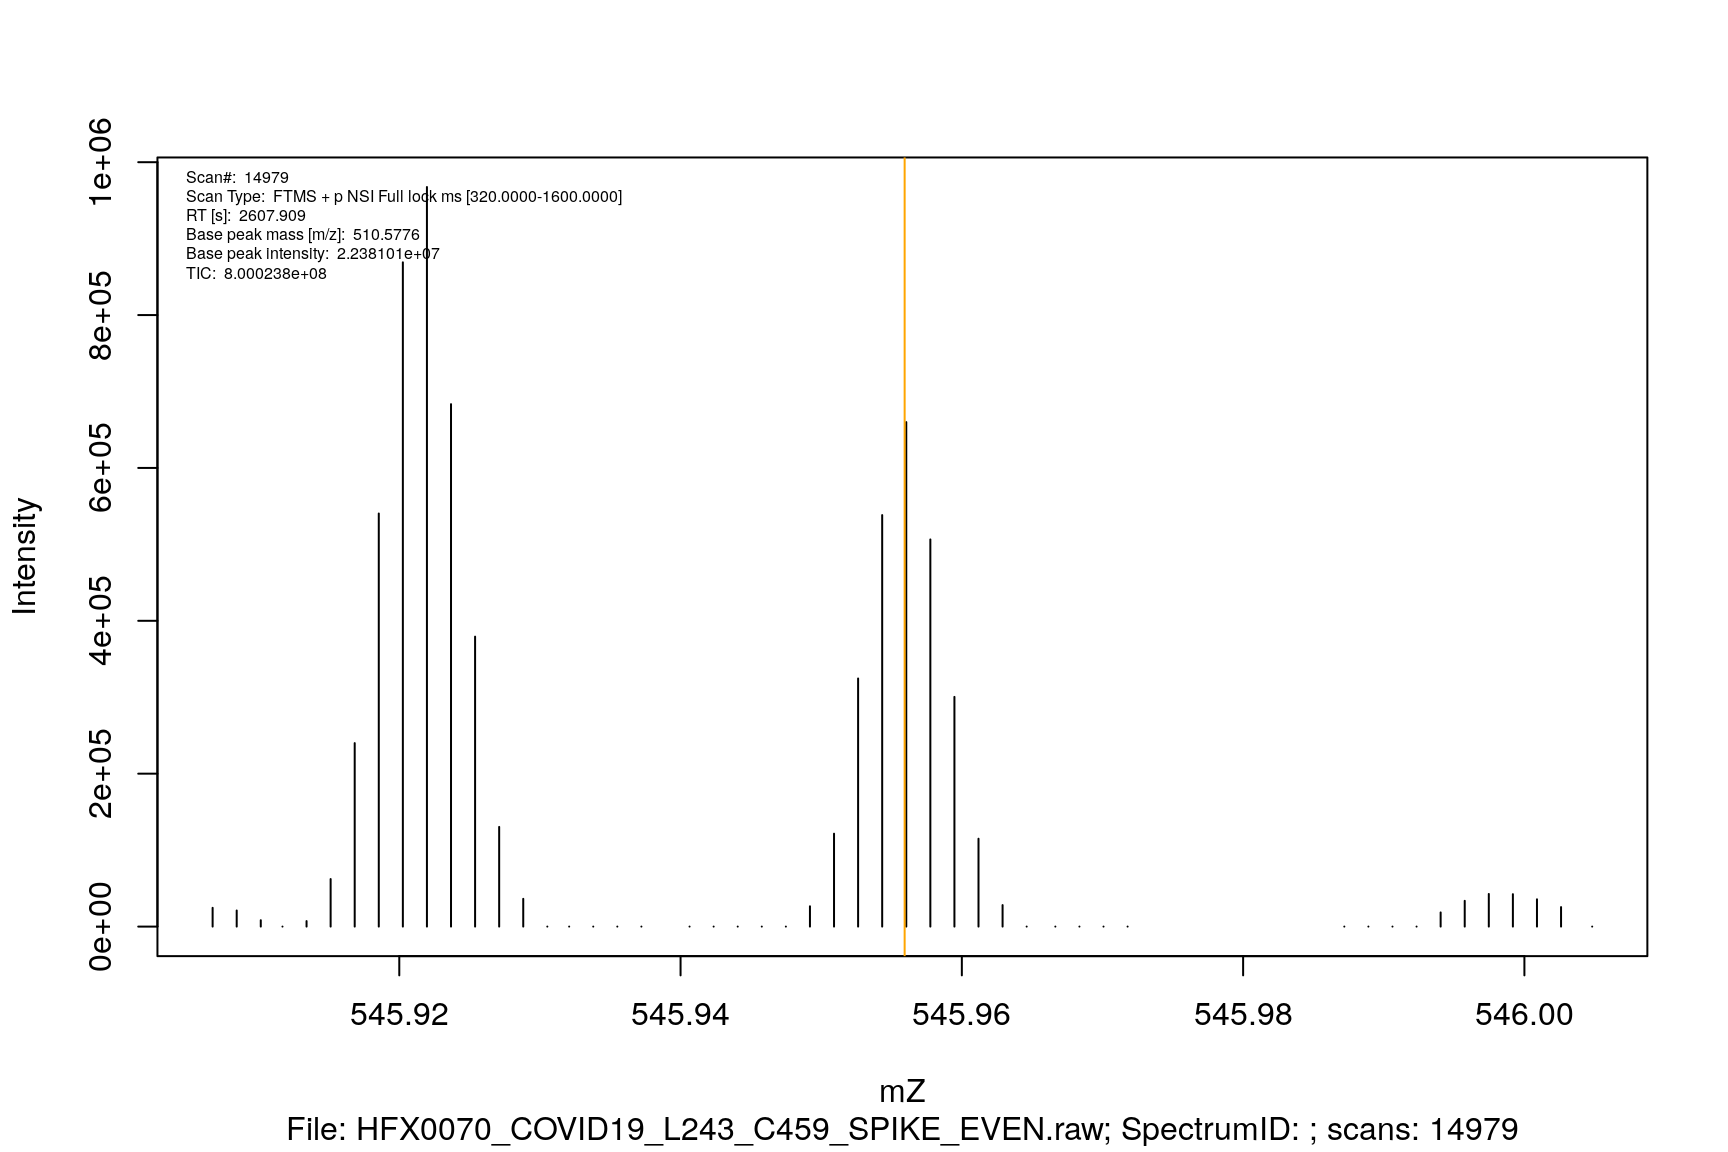 Scan#: 14979
Scan Type: FTMS + p NSI Full lock ms [320.0000-1600.0000]
RT [s]: 2607.909
Base peak mass [m/z]: 510.5776
Base peak intensity: 2.238101e+07
TIC: 8.000238e+08
1e+06
8e+05
6e+05
4e+05
2e+05
0e+00
Intensity
545.92 545.94 545.96 545.98 546.00
mZ
File: HFX0070_COVID19_L243_C459_SPIKE_EVEN.raw; SpectrumID: ; scans: 14979